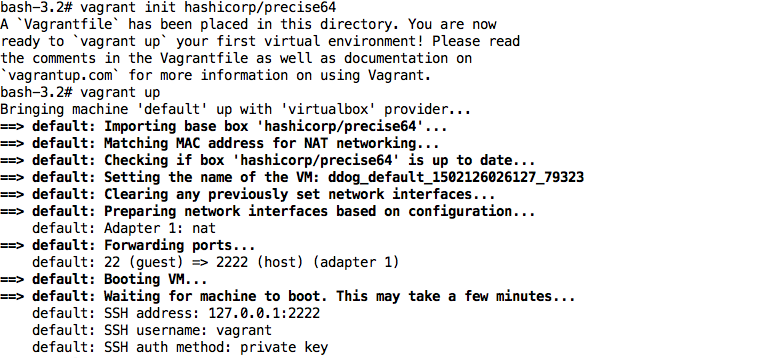 bash-3.2# vagrant init hashicorp/precise64
A `Vagrantfile` has been placed in this directory. You are now
ready to `vagrant up` your first virtual environment! Please read
the comments in the Vagrantfile as well as documentation on
`vagrantup.com` for more information on using Vagrant.
bash-3.2# vagrant up
Bringing machine 'default' up with 'virtualbox' provider...
==> default: Importing base box 'hashicorp/precise64'...
==> default: Matching MAC address for NAT networking...
==> default: Checking if box 'hashicorp/precise64' is up to date...
==> default: Setting the name of the VM: ddog_default_1502126026127_79323
==> default: Clearing any previously set network interfaces...
==> default: Preparing network interfaces based on configuration...
    default: Adapter 1: nat
==> default: Forwarding ports...
    default: 22 (guest) => 2222 (host) (adapter 1)
==> default: Booting VM...
==> default: Waiting for machine to boot. This may take a few minutes...
    default: SSH address: 127.0.0.1:2222
    default: SSH username: vagrant
    default: SSH auth method: private key